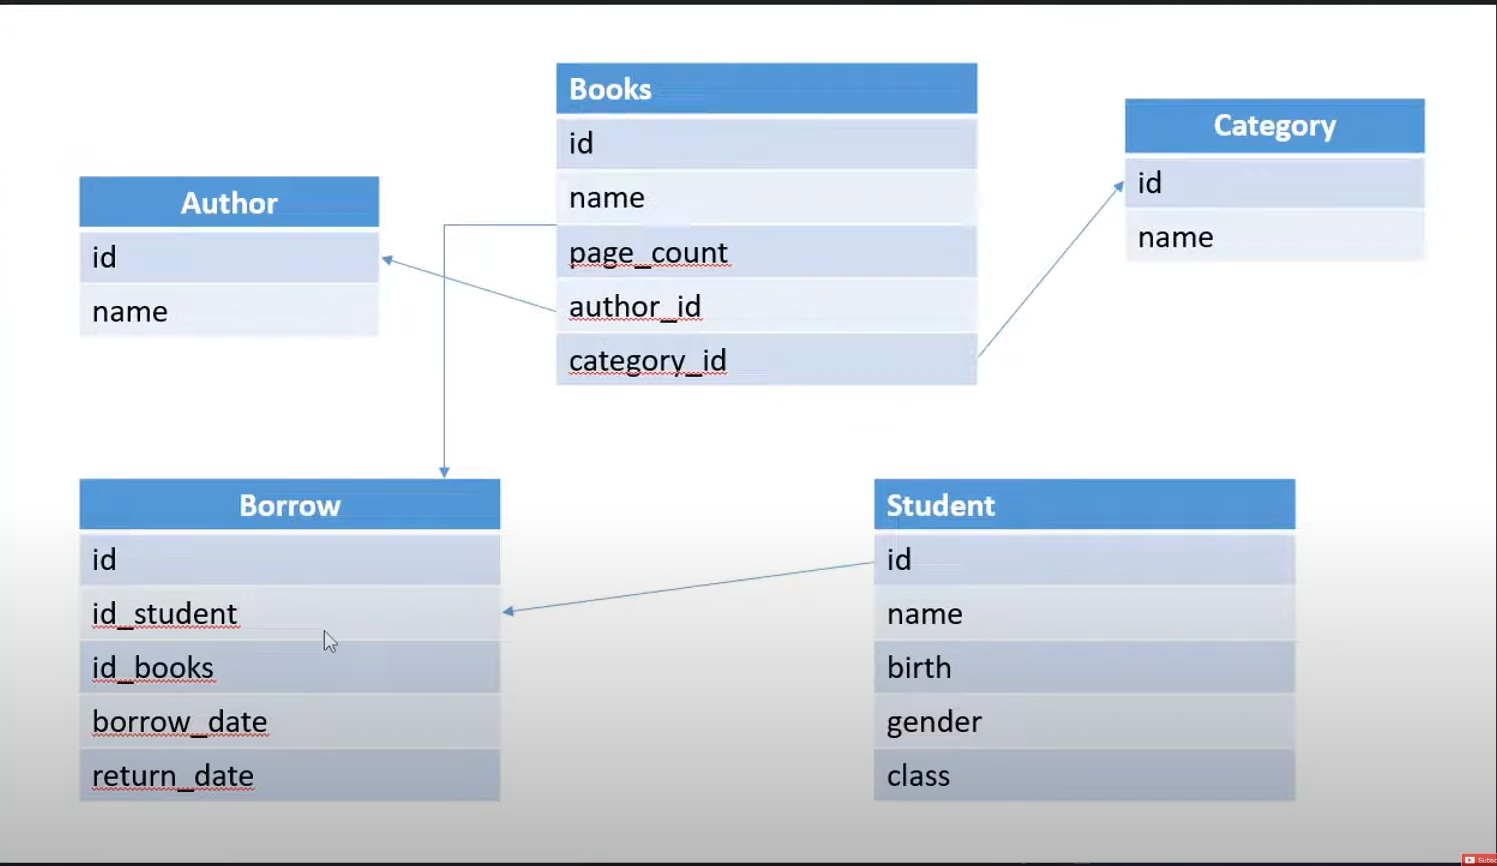 Books
id
name
page_count
author_id
category_id
Category
id
name
Author
id
name
Borrow
id
id_student
id_books
borrow_date
return_date
Student
id
name
birth
gender
class